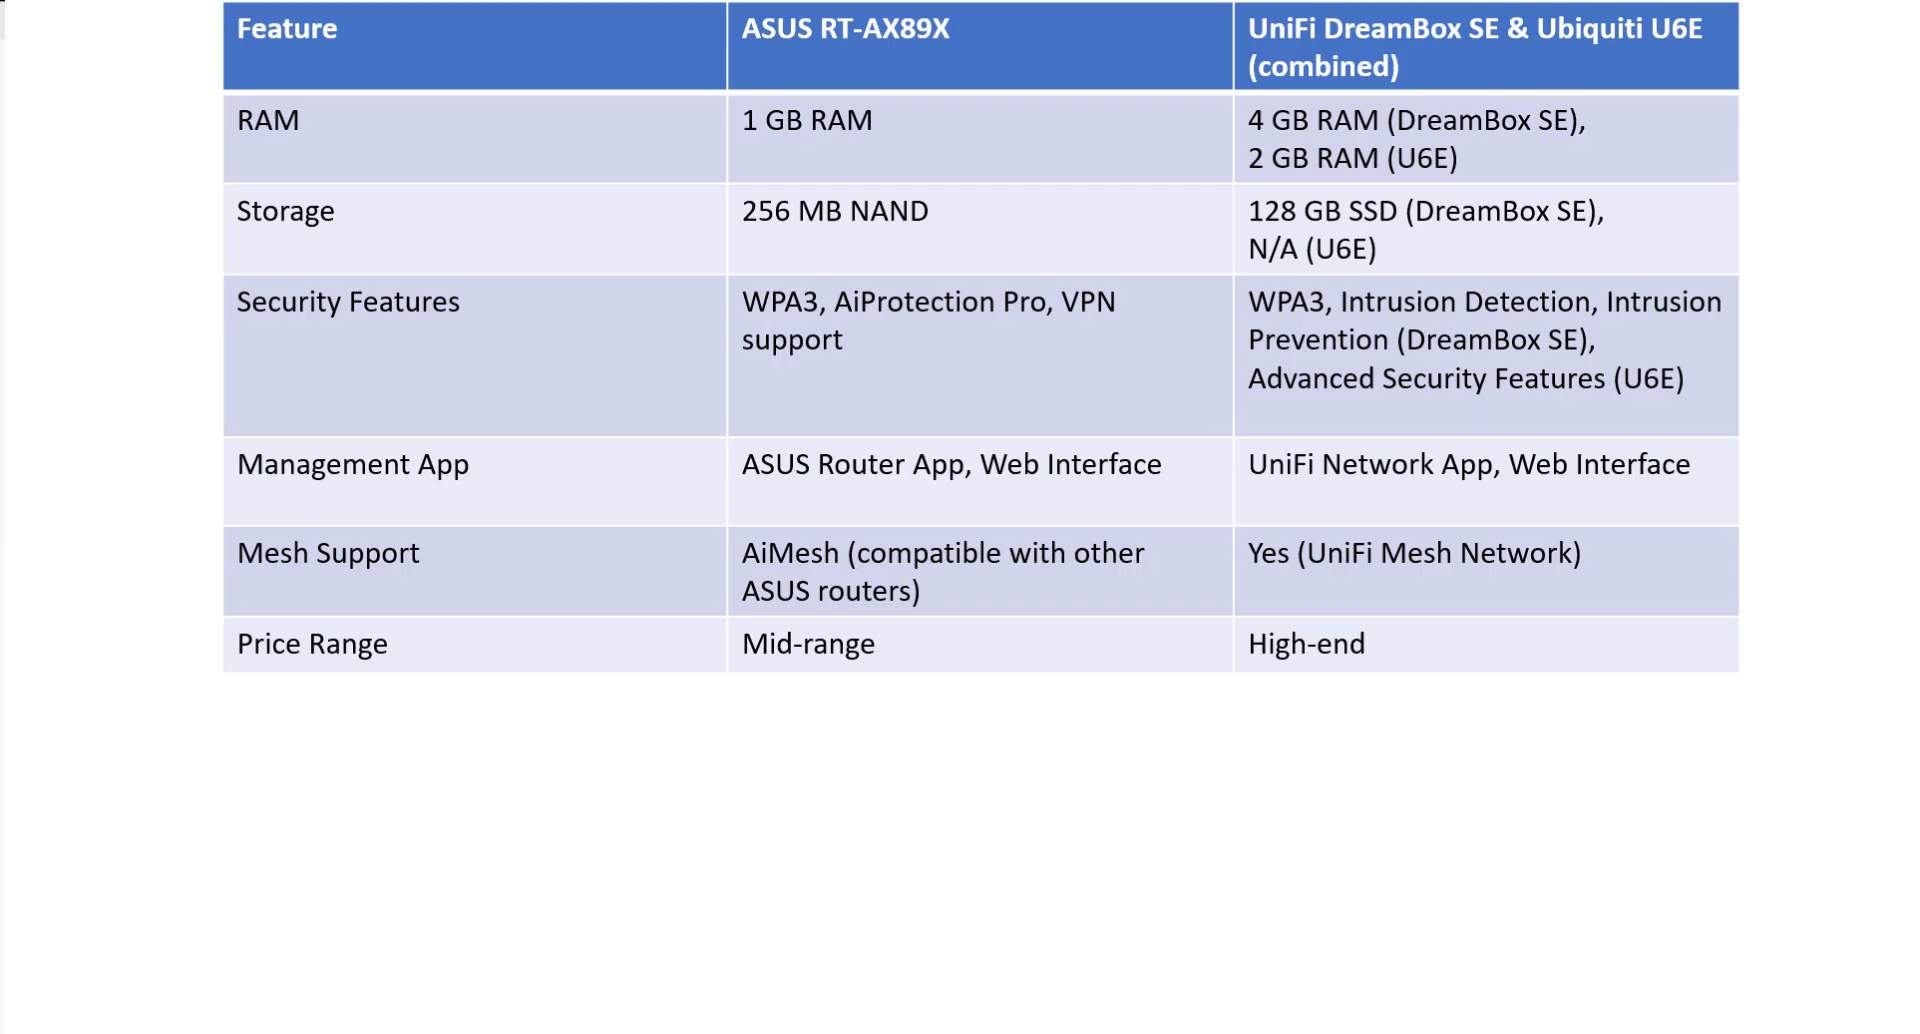 Feature
ASUS RT-AX89X
UniFi DreamBox SE & Ubiquiti U6E
(combined)
RAM
1 GB RAM
4 GB RAM (DreamBox SE),
2 GB RAM (U6E)
Storage
256 MB NAND
128 GB SSD (DreamBox SE),
N/A (U6E)
Security Features
WPA3, AiProtection Pro, VPN
support
WPA3, Intrusion Detection, Intrusion
Prevention (DreamBox SE),
Advanced Security Features (U6E)
Management App
ASUS Router App, Web Interface
UniFi Network App, Web Interface
Mesh Support
AiMesh (compatible with other
ASUS routers)
Yes (UniFi Mesh Network)
Price Range
Mid-range
High-end